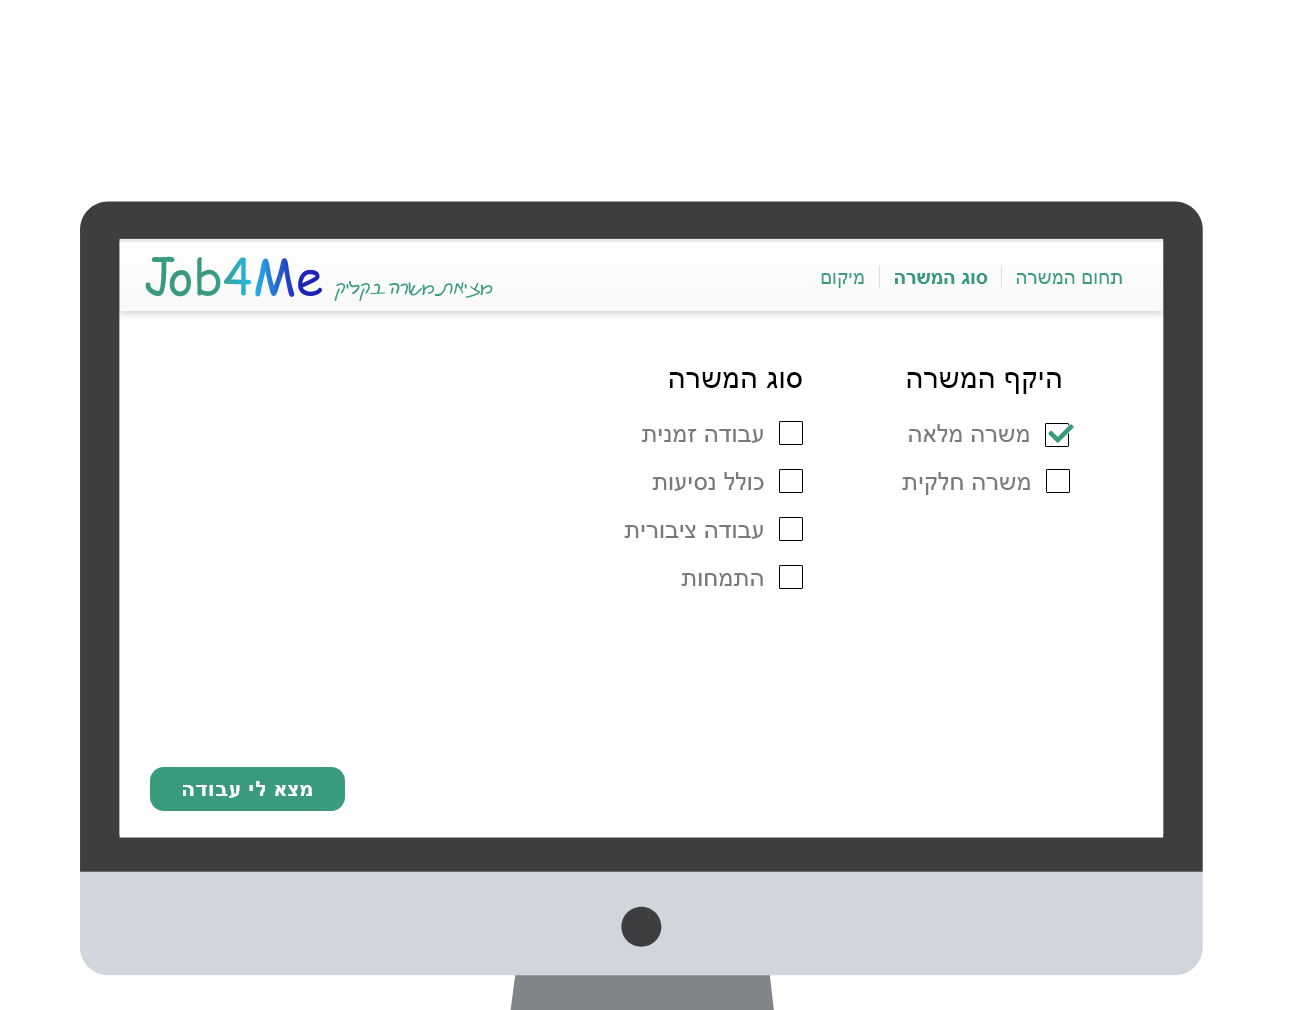 Job4Me מציאת משרה בקליק
תחום המשרה
סוג המשרה
מיקום
היקף המשרה
משרה מלאה
משרה חלקית
סוג המשרה
עבודה זמנית
כולל נסיעות
עבודה ציבורית
התמחות
מצא לי עבודה